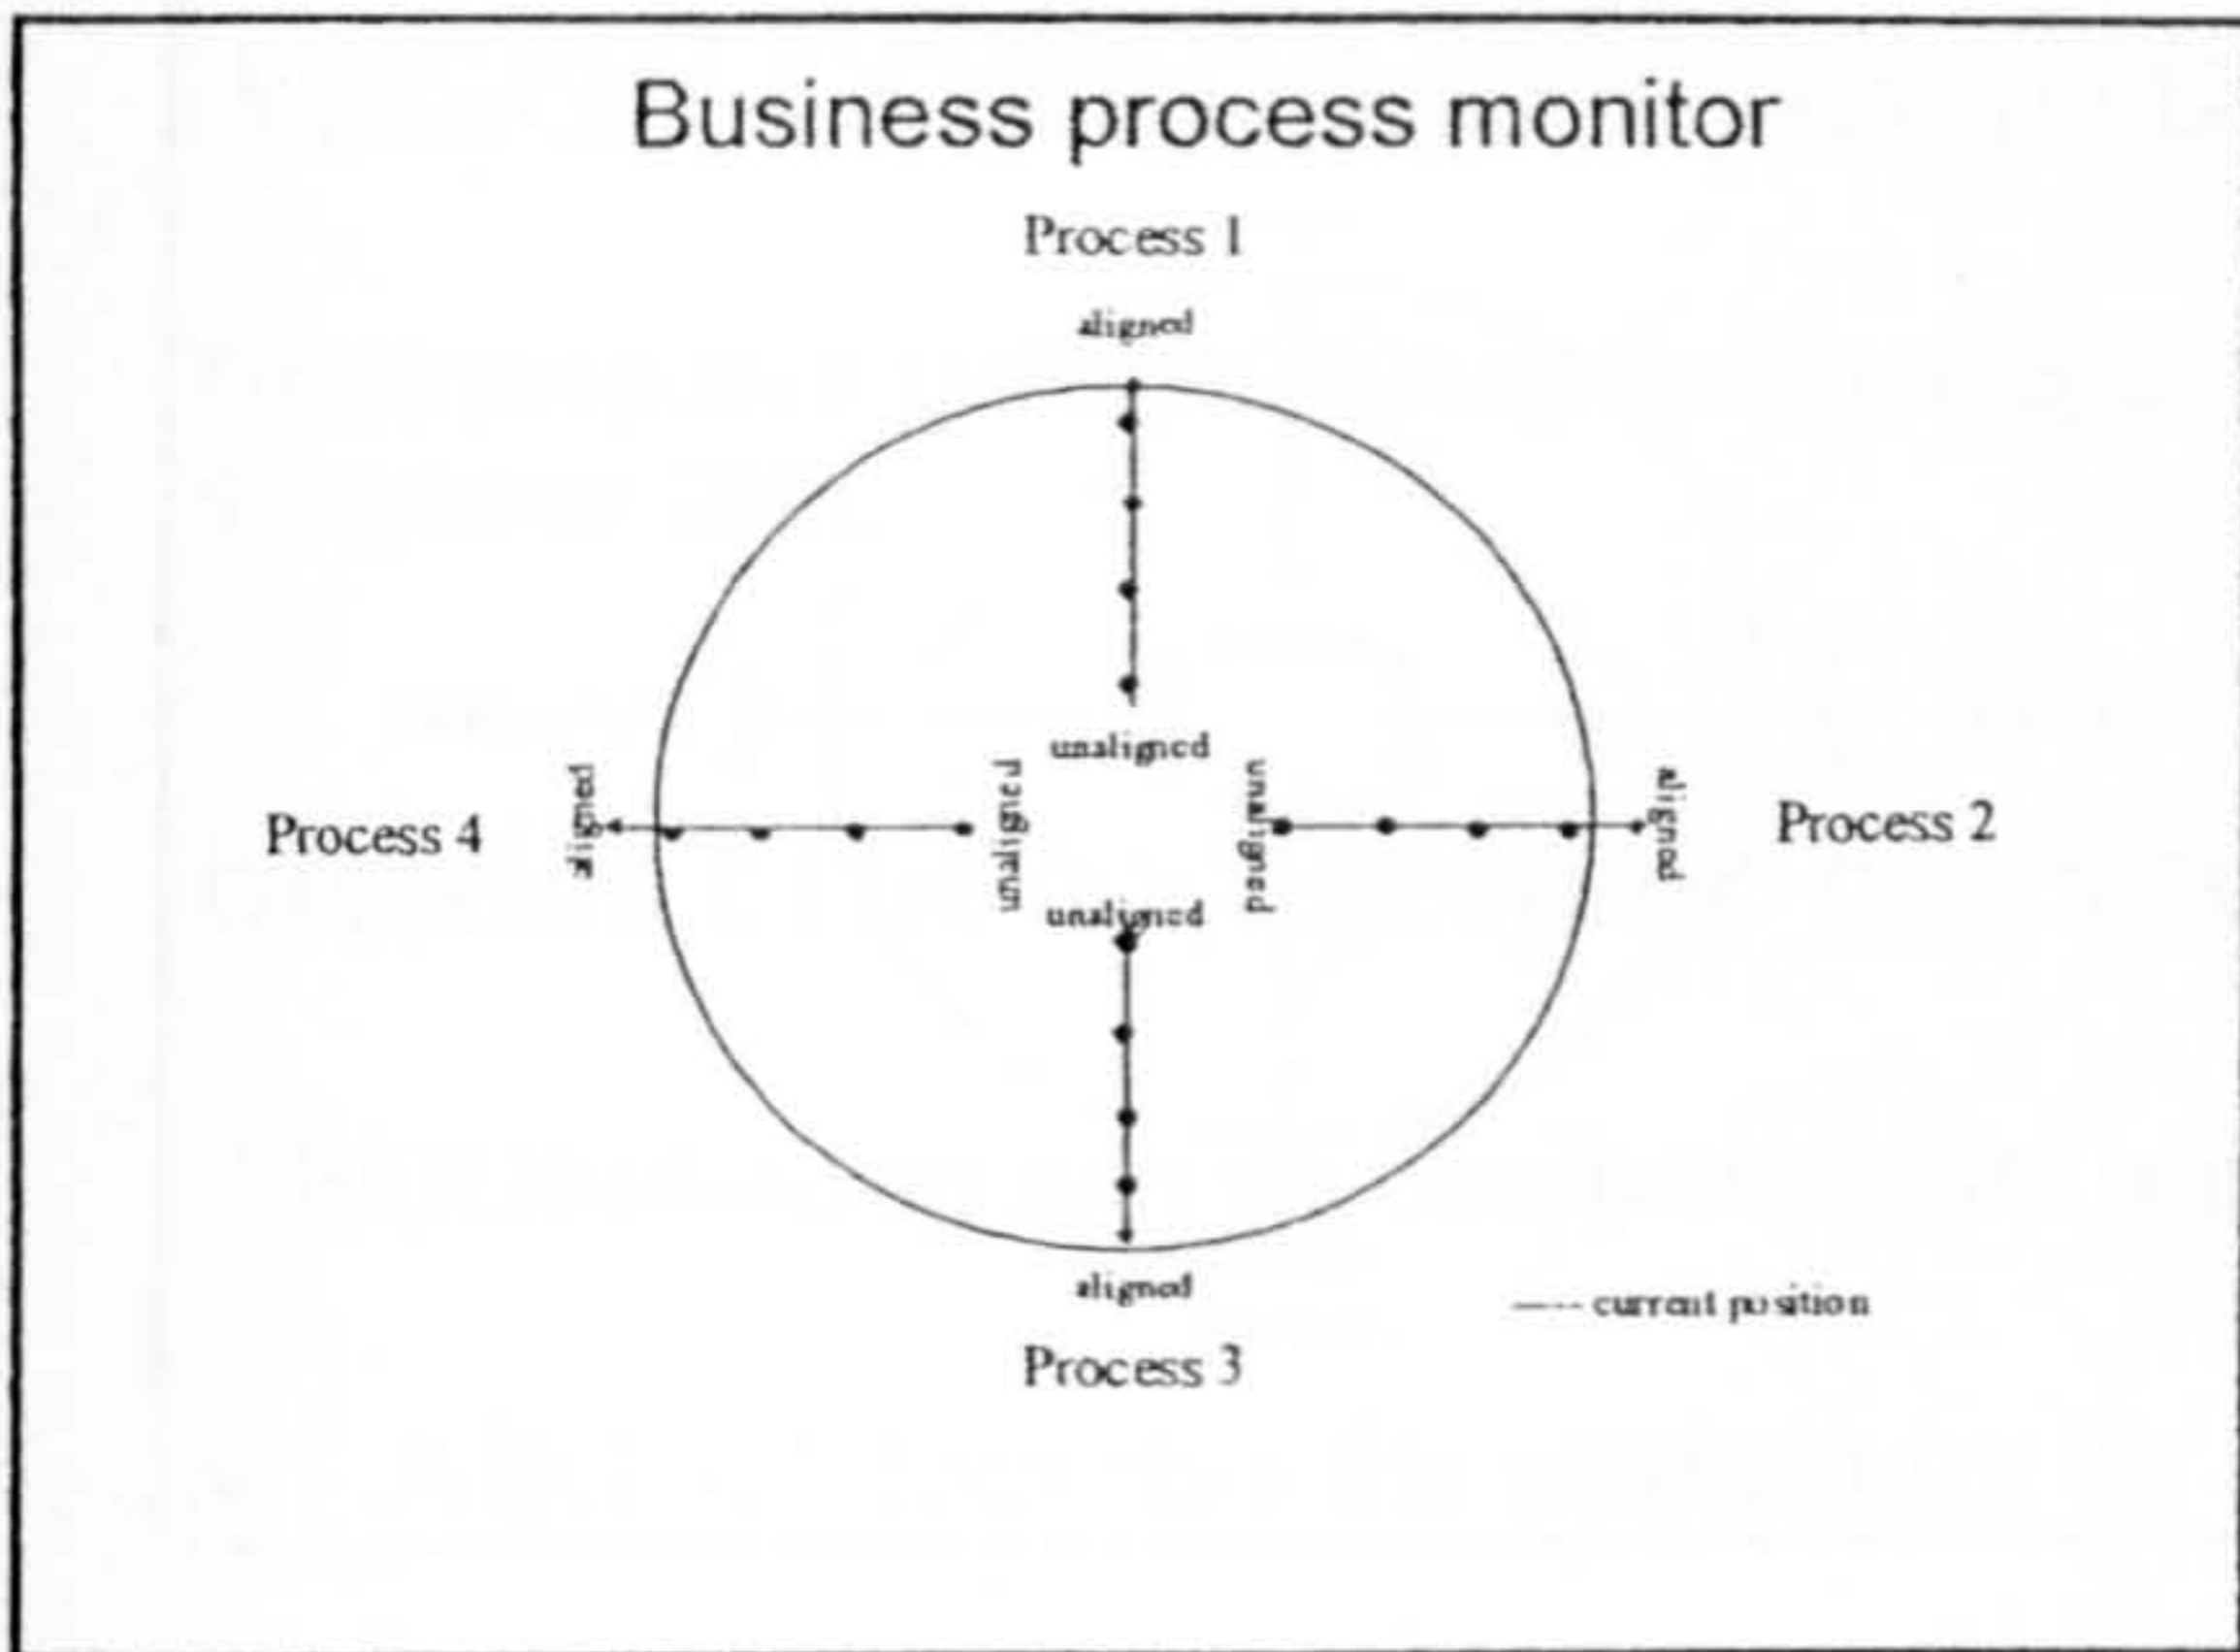 Business process monitor
Process 1
aligned
unaligned
aligned
unaligned
unaligned
aligned
Process 4
Process 2
unaligned
aligned
current position
Process 3